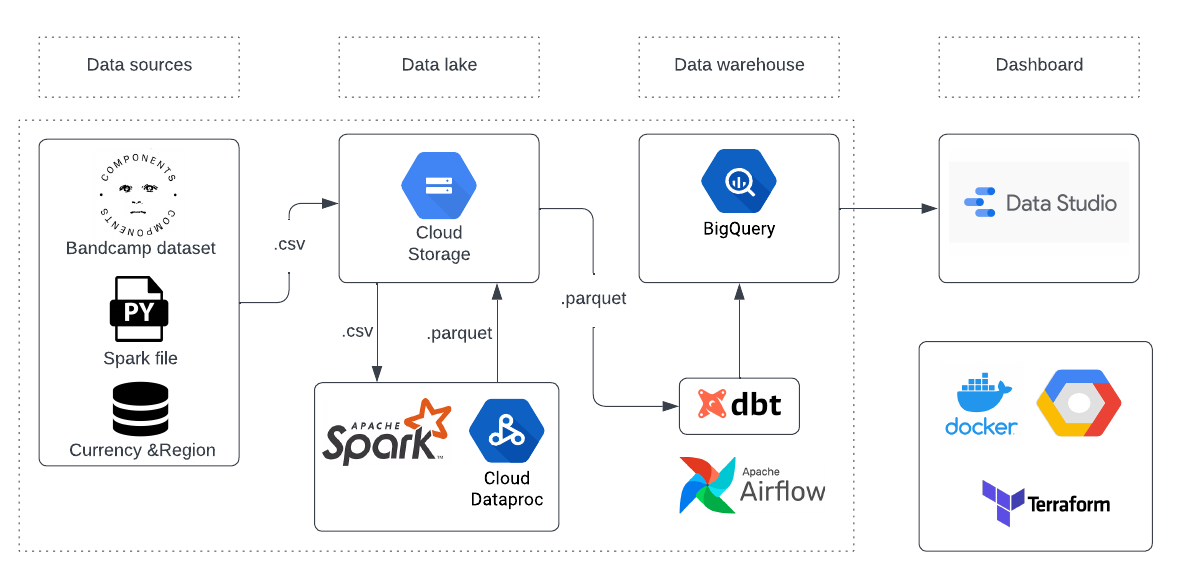 Data sources
Data lake
Data warehouse
Dashboard
COMPONENTS
COMPONENTS
Bandcamp dataset
PY
Spark file
Currency &Region
.csv
Cloud
Storage
.csv
.parquet
APACHE
Spark™
Cloud
Dataproc
.parquet
BigQuery
dbt
Apache
Airflow
Data Studio
docker
Terraform